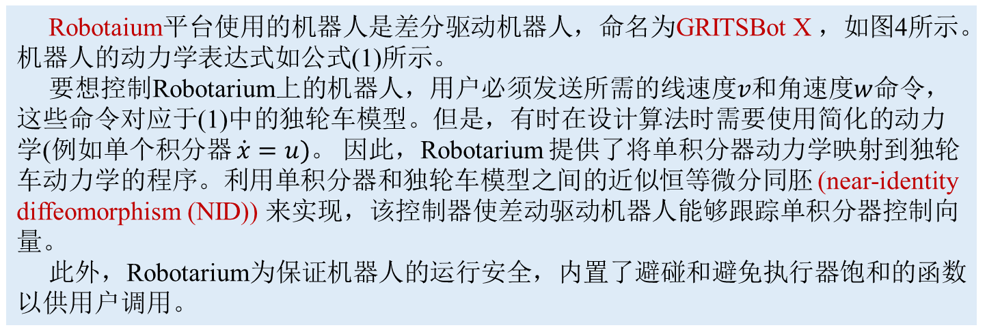 Robotaium平台使用的机器人是差分驱动机器人，命名为GRITSBot X ，如图4所示。
机器人的动力学表达式如公式(1)所示。
要想控制Robotarium上的机器人，用户必须发送所需的线速度𝑣和角速度𝑤命令，
这些命令对应于(1)中的独轮车模型。但是，有时在设计算法时需要使用简化的动力
学(例如单个积分器 ẋ = 𝑢)。 因此，Robotarium 提供了将单积分器动力学映射到独轮
车动力学的程序。利用单积分器和独轮车模型之间的近似恒等微分同胚 (near-identity
diffeomorphism (NID)) 来实现，该控制器使差动驱动机器人能够跟踪单积分器控制向
量。
此外，Robotarium为保证机器人的运行安全，内置了避碰和避免执行器饱和的函数
以供用户调用。